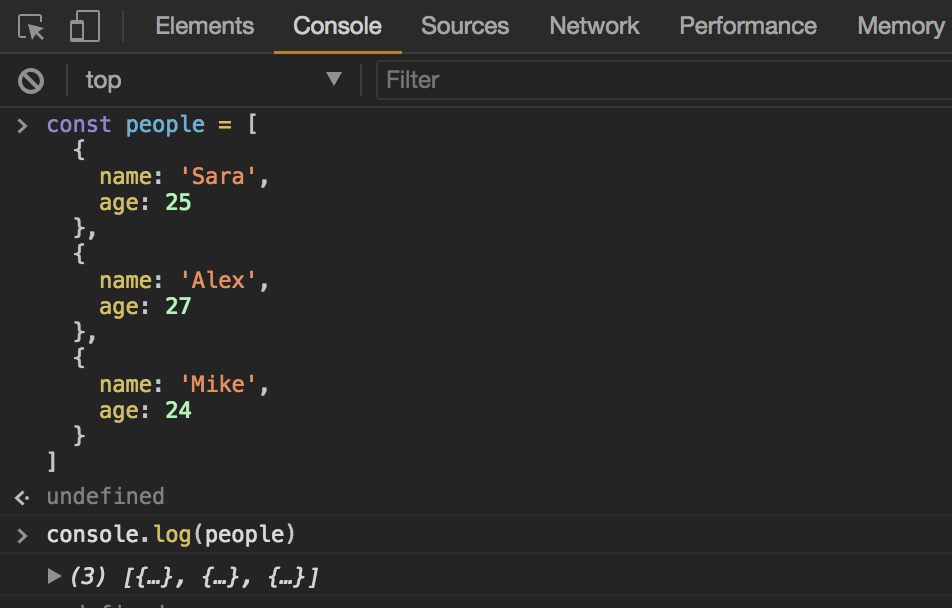 Elements Console Sources Network Performance Memory
top Filter
> const people = [
{
name: 'Sara',
age: 25
},
{
name: 'Alex',
age: 27
},
{
name: 'Mike',
age: 24
}
]
undefined
> console.log(people)
(3) [{…}, {…}, {…}]